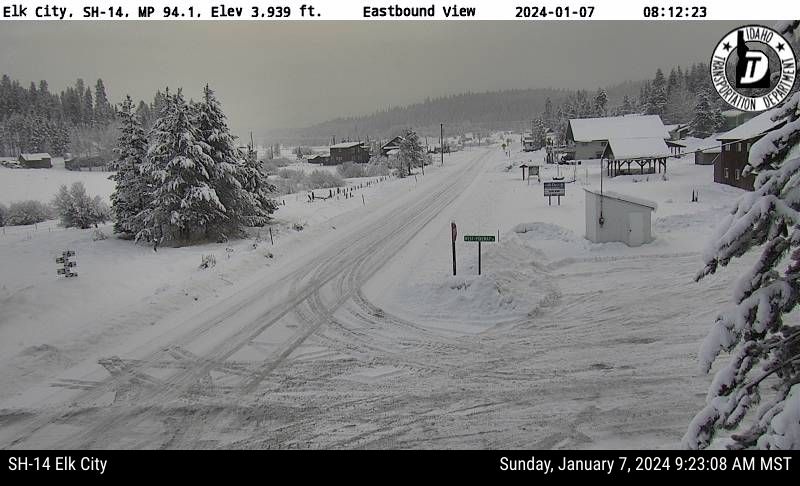 Elk City, SH-14, MP 94.1, Elev 3,939 ft. Eastbound View 2024-01-07 08:12:23
IDAHO
TRANSPORTATION DEPARTMENT
SH-14 Elk City
Sunday, January 7, 2024 9:23:08 AM MST